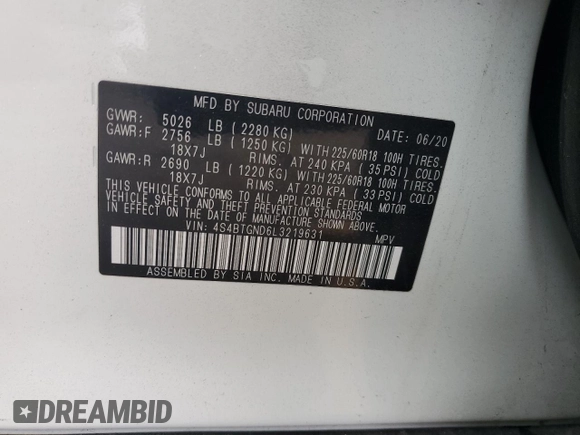 MFD BY SUBARU CORPORATION
GVWR: 5026 LB (2280 KG) DATE: 06/20
GAWR:F 2756 LB (1250 KG) WITH 225/60R18 100H TIRES.
18X7J RIMS. AT 240 KPA (35 PSI) COLD
GAWR:R 2690 LB (1220 KG) WITH 225/60R18 100H TIRES.
18X7J RIMS. AT 230 KPA (33 PSI) COLD
THIS VEHICLE CONFORMS TO ALL APPLICABLE FEDERAL MOTOR
VEHICLE SAFETY AND THEFT PREVENTION STANDARDS
IN EFFECT ON THE DATE OF MANUFACTURE SHOWN ABOVE.
VIN: 4S4BTGND6L3219631 MPV
ASSEMBLED BY SIA INC. MADE IN U.S.A.
DREAMBID